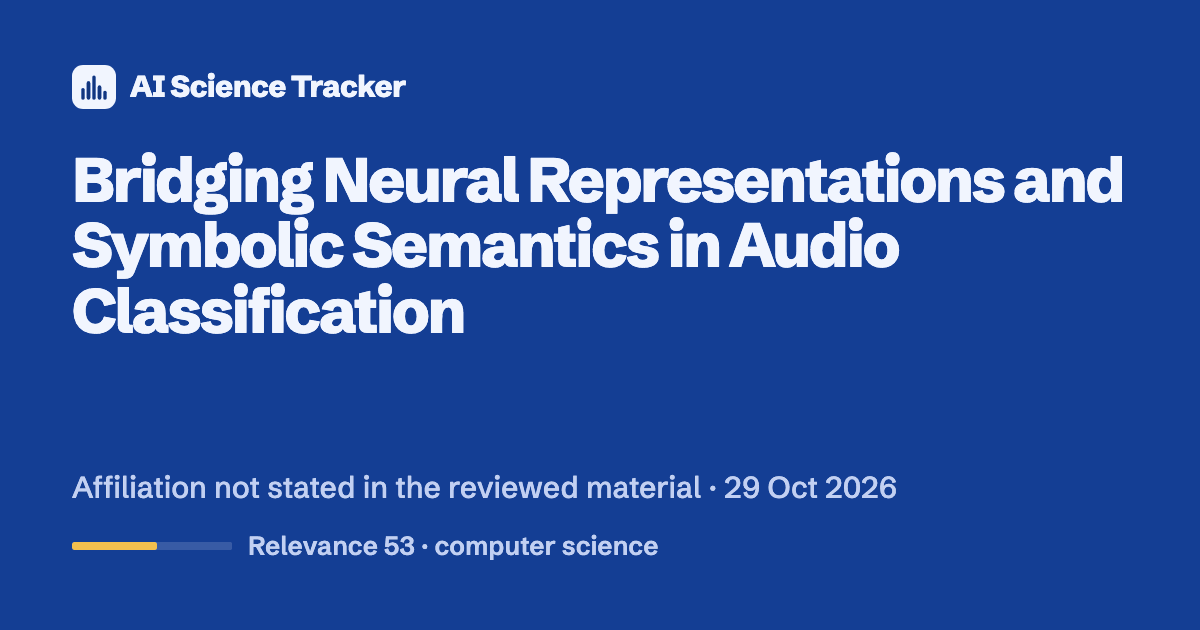 AI Science Tracker
Bridging Neural Representations and
Symbolic Semantics in Audio
Classification
Affiliation not stated in the reviewed material · 29 Oct 2026
Relevance 53 · computer science